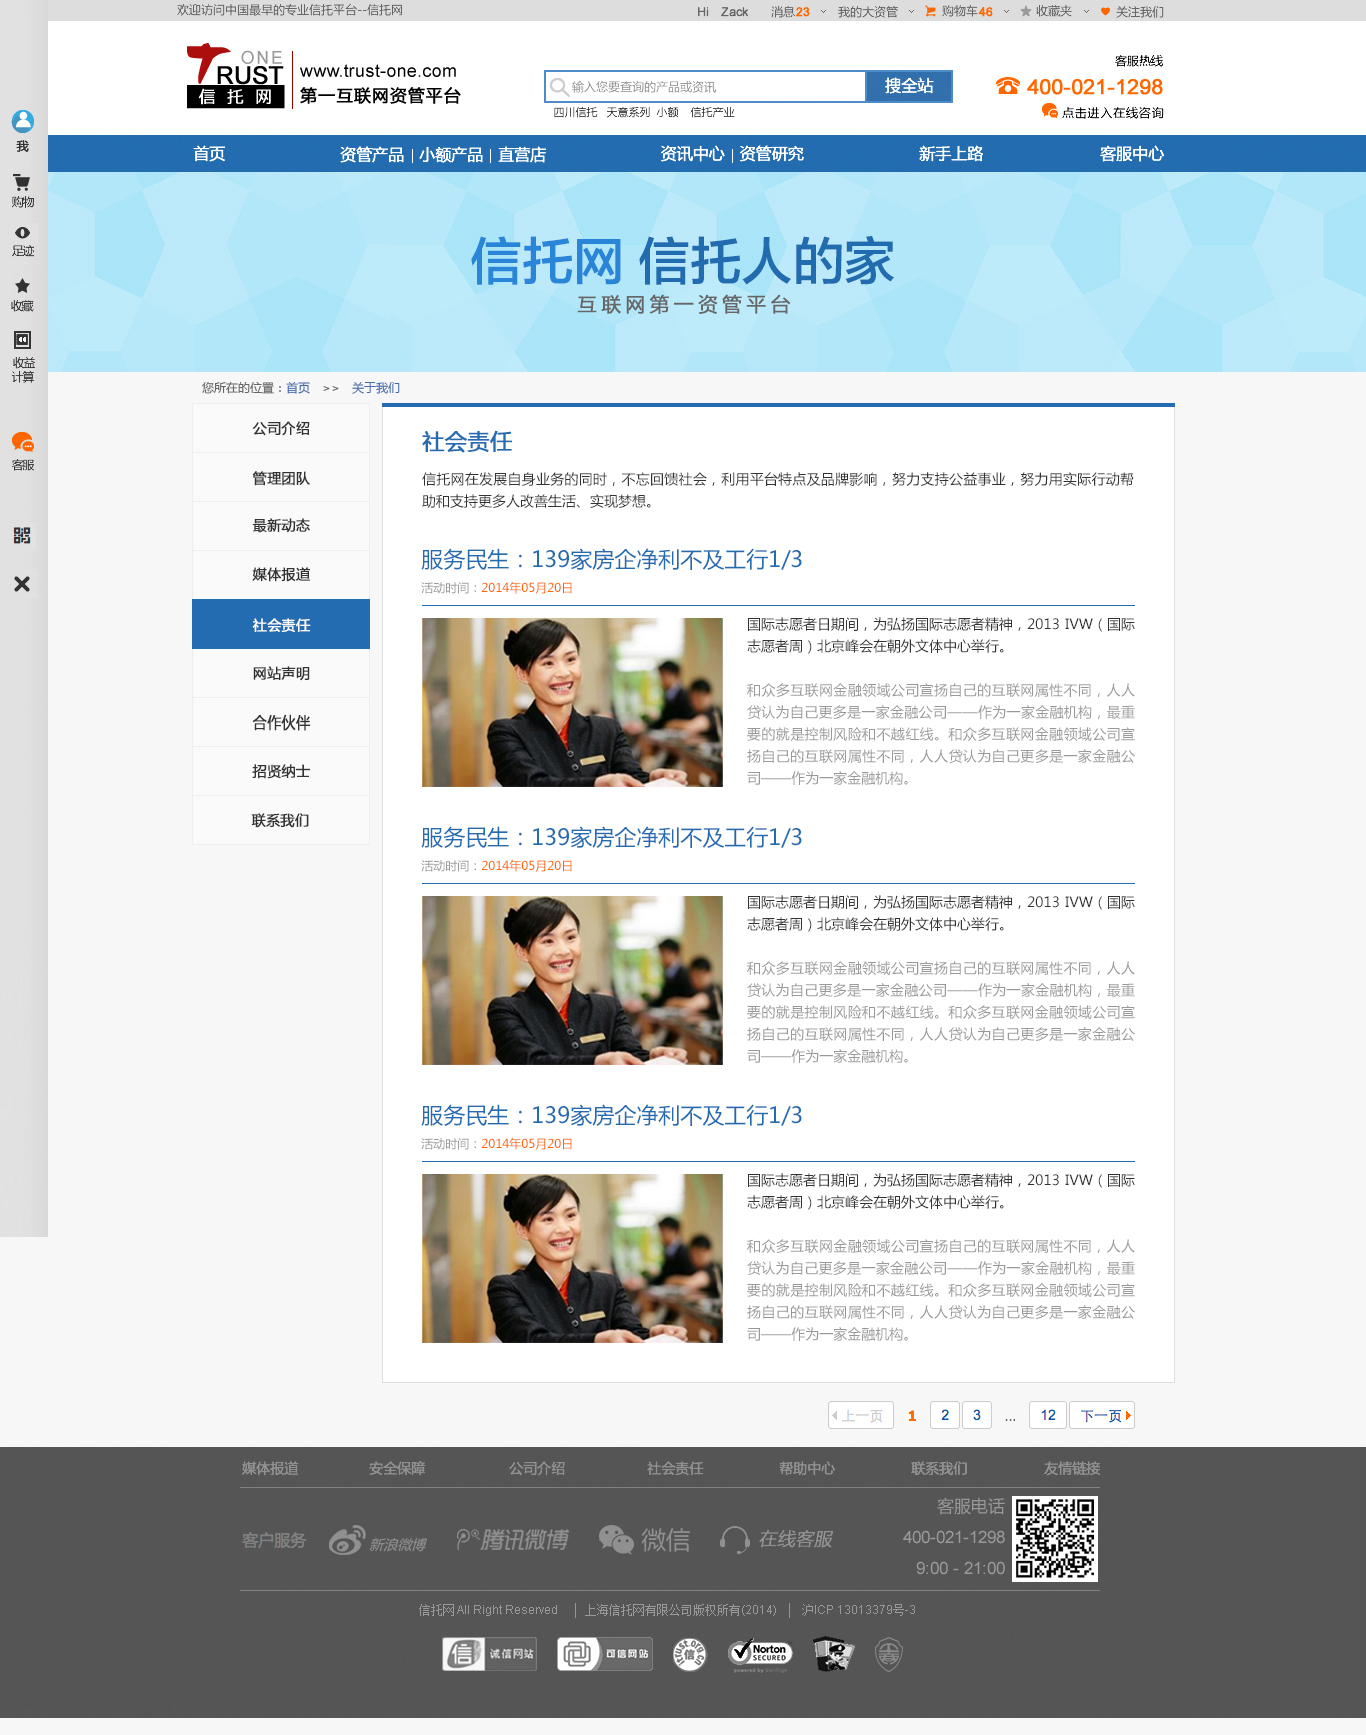 欢迎访问中国最早的专业信托平台--信托网
Hi Zack 消息23 我的大资管 购物车46 收藏夹 关注我们
TRUST ONE 信托网
www.trust-one.com
第一互联网资管平台
输入您要查询的产品或资讯 搜全站
四川信托 天意系列 小额 信托产业
客服热线
400-021-1298
点击进入在线咨询
首页 资管产品 | 小额产品 | 直营店 资讯中心 | 资管研究 新手上路 客服中心
我
购物
足迹
收藏
收益
计算
客服
信托网 信托人的家
互联网第一资管平台
您所在的位置：首页 >> 关于我们
公司介绍
管理团队
最新动态
媒体报道
社会责任
网站声明
合作伙伴
招贤纳士
联系我们
社会责任
信托网在发展自身业务的同时，不忘回馈社会，利用平台特点及品牌影响，努力支持公益事业，努力用实际行动帮
助和支持更多人改善生活、实现梦想。
服务民生：139家房企净利不及工行1/3
活动时间：2014年05月20日
国际志愿者日期间，为弘扬国际志愿者精神，2013 IVW（国际
志愿者周）北京峰会在朝外文体中心举行。
和众多互联网金融领域公司宣扬自己的互联网属性不同，人人
贷认为自己更多是一家金融公司——作为一家金融机构，最重
要的就是控制风险和不越红线。和众多互联网金融领域公司宣
扬自己的互联网属性不同，人人贷认为自己更多是一家金融公
司——作为一家金融机构。
服务民生：139家房企净利不及工行1/3
活动时间：2014年05月20日
国际志愿者日期间，为弘扬国际志愿者精神，2013 IVW（国际
志愿者周）北京峰会在朝外文体中心举行。
和众多互联网金融领域公司宣扬自己的互联网属性不同，人人
贷认为自己更多是一家金融公司——作为一家金融机构，最重
要的就是控制风险和不越红线。和众多互联网金融领域公司宣
扬自己的互联网属性不同，人人贷认为自己更多是一家金融公
司——作为一家金融机构。
服务民生：139家房企净利不及工行1/3
活动时间：2014年05月20日
国际志愿者日期间，为弘扬国际志愿者精神，2013 IVW（国际
志愿者周）北京峰会在朝外文体中心举行。
和众多互联网金融领域公司宣扬自己的互联网属性不同，人人
贷认为自己更多是一家金融公司——作为一家金融机构，最重
要的就是控制风险和不越红线。和众多互联网金融领域公司宣
扬自己的互联网属性不同，人人贷认为自己更多是一家金融公
司——作为一家金融机构。
上一页 1 2 3 ... 12 下一页
媒体报道 安全保障 公司介绍 社会责任 帮助中心 联系我们 友情链接
客户服务 新浪微博 腾讯微博 微信 在线客服
客服电话
400-021-1298
9:00 - 21:00
信托网 All Right Reserved | 上海信托网有限公司版权所有(2014) | 沪ICP 13013379号-3
信 诚信网站 可信网站 信 Norton SECURED